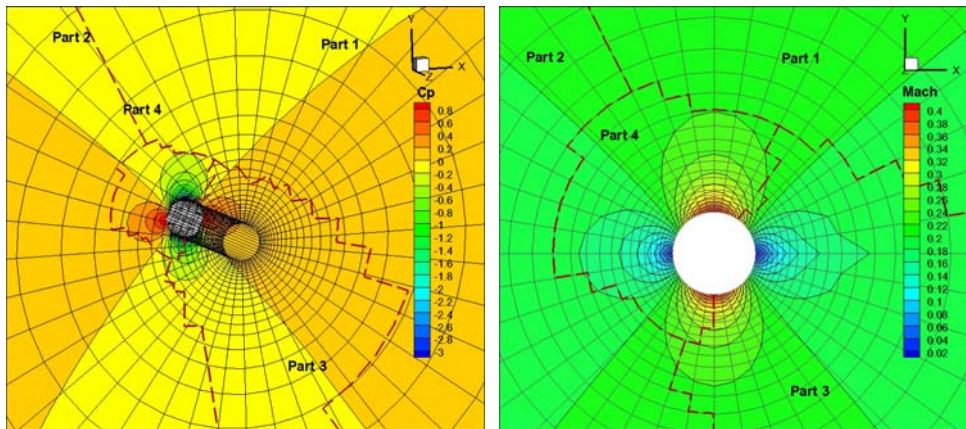 Part 2
Part 1
Y
X
Z
Cp
0.8
0.6
0.4
0.2
0
-0.2
-0.4
-0.6
-0.8
-1
-1.2
-1.4
-1.6
-1.8
-2
-2.2
-2.4
-2.6
-2.8
-3
Part 4
Part 3
Part 2
Part 1
Y
Z
X
Mach
0.4
0.38
0.36
0.34
0.32
0.3
0.28
0.26
0.24
0.22
0.2
0.18
0.16
0.14
0.12
0.1
0.08
0.06
0.04
0.02
Part 4
Part 3